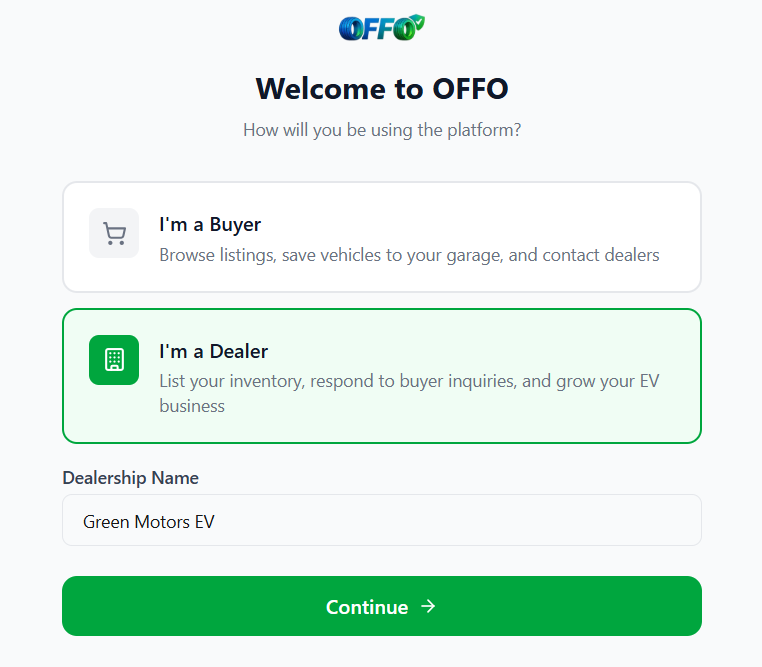 OFFO
Welcome to OFFO
How will you be using the platform?
I'm a Buyer
Browse listings, save vehicles to your garage, and contact dealers
I'm a Dealer
List your inventory, respond to buyer inquiries, and grow your EV
business
Dealership Name
Green Motors EV
Continue →